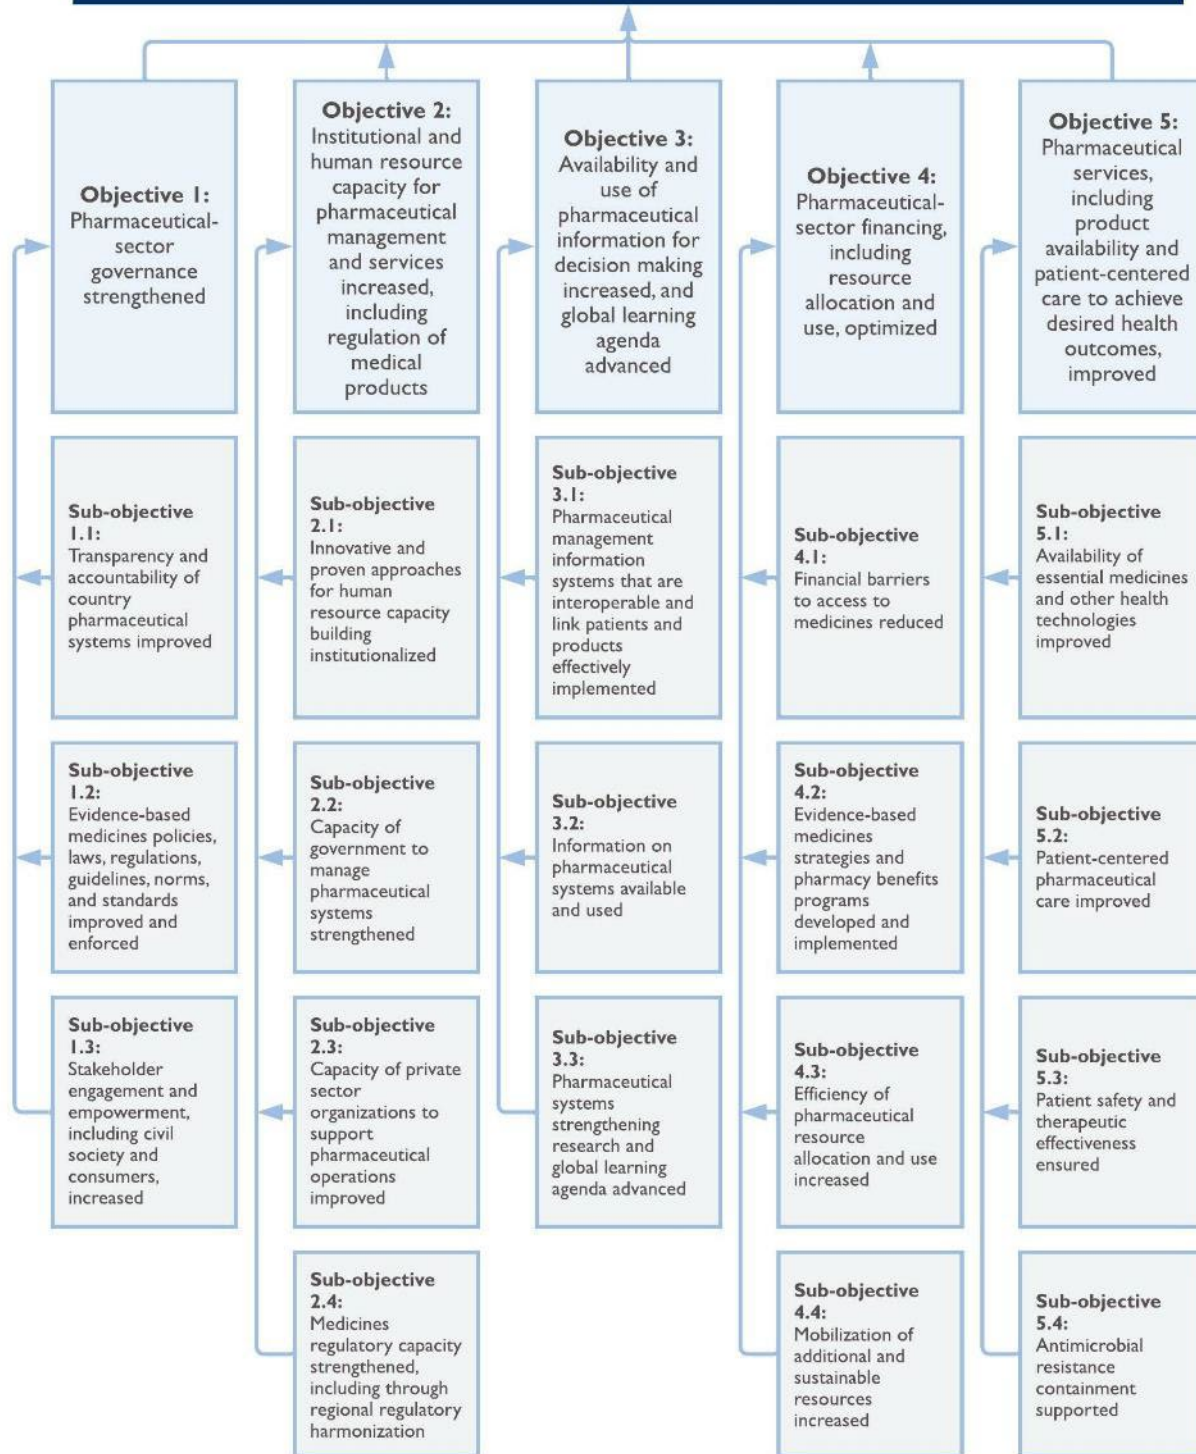 Objective 1:
Pharmaceutical-
sector
governance
strengthened
Objective 2:
Institutional and
human resource
capacity for
pharmaceutical
management
and services
increased,
including
regulation of
medical
products
Objective 3:
Availability and
use of
pharmaceutical
information for
decision making
increased, and
global learning
agenda
advanced
Objective 4:
Pharmaceutical-
sector financing,
including
resource
allocation and
use, optimized
Objective 5:
Pharmaceutical
services,
including
product
availability and
patient-centered
care to achieve
desired health
outcomes,
improved
Sub-objective
1.1:
Transparency and
accountability of
country
pharmaceutical
systems improved
Sub-objective
2.1:
Innovative and
proven approaches
for human
resource capacity
building
institutionalized
Sub-objective
3.1:
Pharmaceutical
management
information
systems that are
interoperable and
link patients and
products
effectively
implemented
Sub-objective
4.1:
Financial barriers
to access to
medicines reduced
Sub-objective
5.1:
Availability of
essential medicines
and other health
technologies
improved
Sub-objective
1.2:
Evidence-based
medicines policies,
laws, regulations,
guidelines, norms,
and standards
improved and
enforced
Sub-objective
2.2:
Capacity of
government to
manage
pharmaceutical
systems
strengthened
Sub-objective
3.2:
Information on
pharmaceutical
systems available
and used
Sub-objective
4.2:
Evidence-based
medicines
strategies and
pharmacy benefits
programs
developed and
implemented
Sub-objective
5.2:
Patient-centered
pharmaceutical
care improved
Sub-objective
1.3:
Stakeholder
engagement and
empowerment,
including civil
society and
consumers,
increased
Sub-objective
2.3:
Capacity of private
sector
organizations to
support
pharmaceutical
operations
improved
Sub-objective
3.3:
Pharmaceutical
systems
strengthening
research and
global learning
agenda advanced
Sub-objective
4.3:
Efficiency of
pharmaceutical
resource
allocation and use
increased
Sub-objective
5.3:
Patient safety and
therapeutic
effectiveness
ensured
Sub-objective
2.4:
Medicines
regulatory capacity
strengthened,
including through
regional regulatory
harmonization
Sub-objective
4.4:
Mobilization of
additional and
sustainable
resources
increased
Sub-objective
5.4:
Antimicrobial
resistance
containment
supported